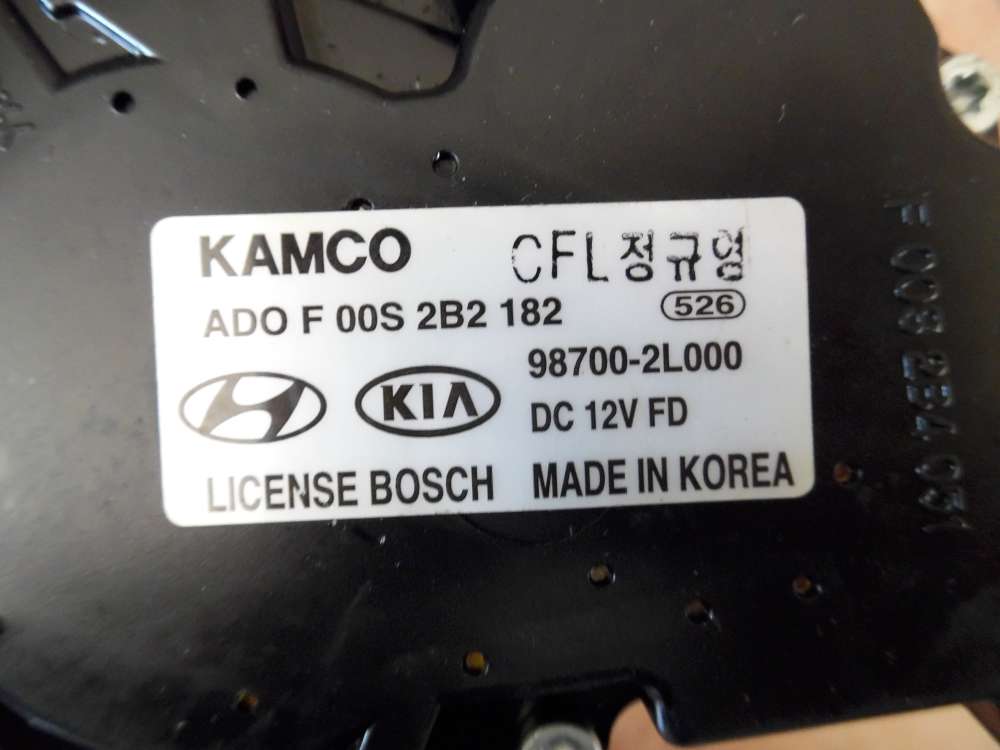 KAMCO CFL정규영
ADO F 00S 2B2 182 526
98700-2L000
KIA DC 12V FD
LICENSE BOSCH MADE IN KOREA